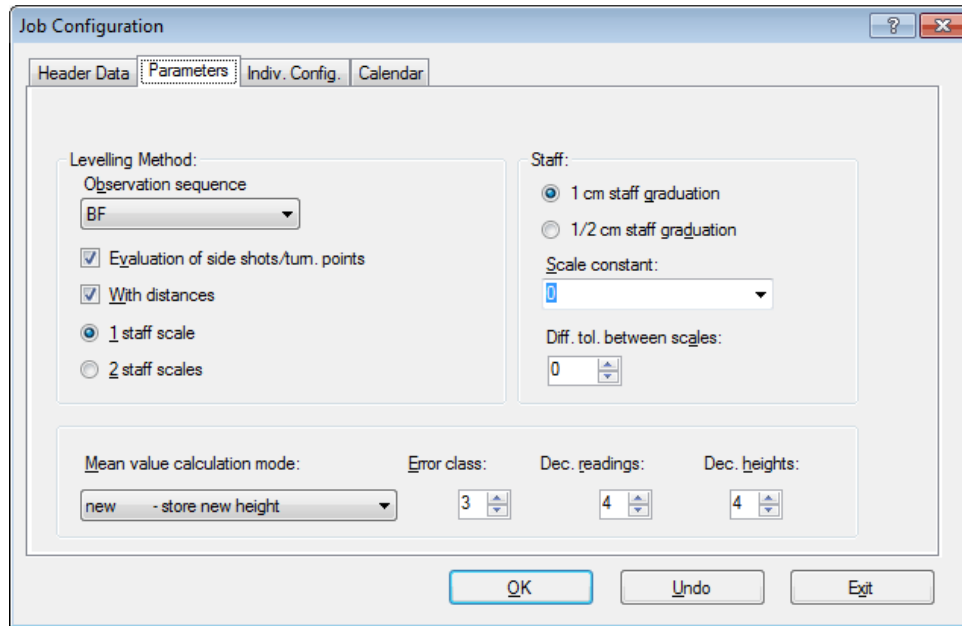 Job Configuration
Header Data Parameters Indiv. Config. Calendar
Levelling Method:
Observation sequence
BF
Evaluation of side shots/turn. points
With distances
1 staff scale
2 staff scales
Staff:
1 cm staff graduation
1/2 cm staff graduation
Scale constant:
0
Diff. tol. between scales:
0
Mean value calculation mode: Error class: Dec. readings: Dec. heights:
new - store new height 3 4 4
OK Undo Exit